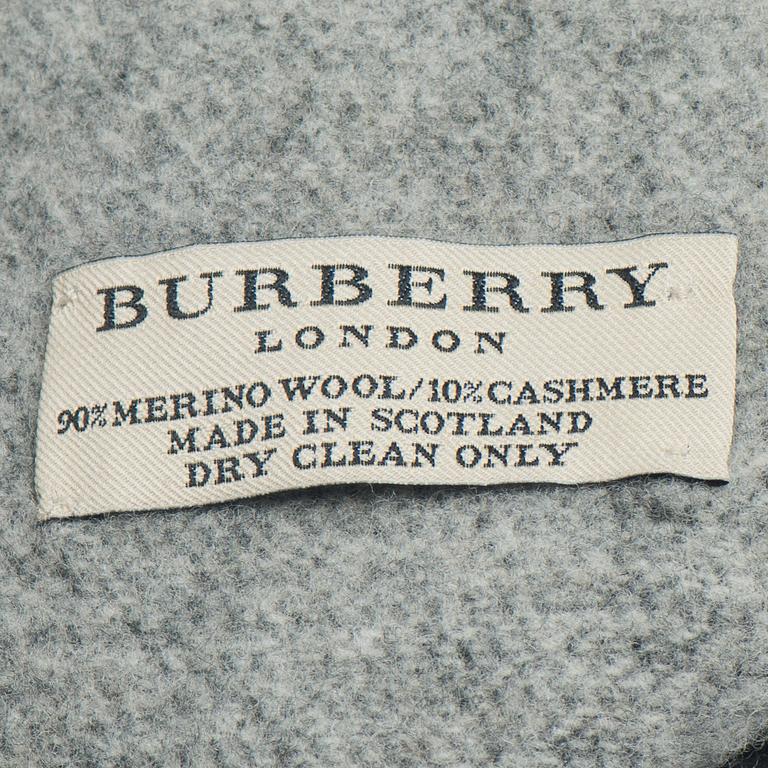 BURBERRY
LONDON
90% MERINO WOOL/10% CASHMERE
MADE IN SCOTLAND
DRY CLEAN ONLY